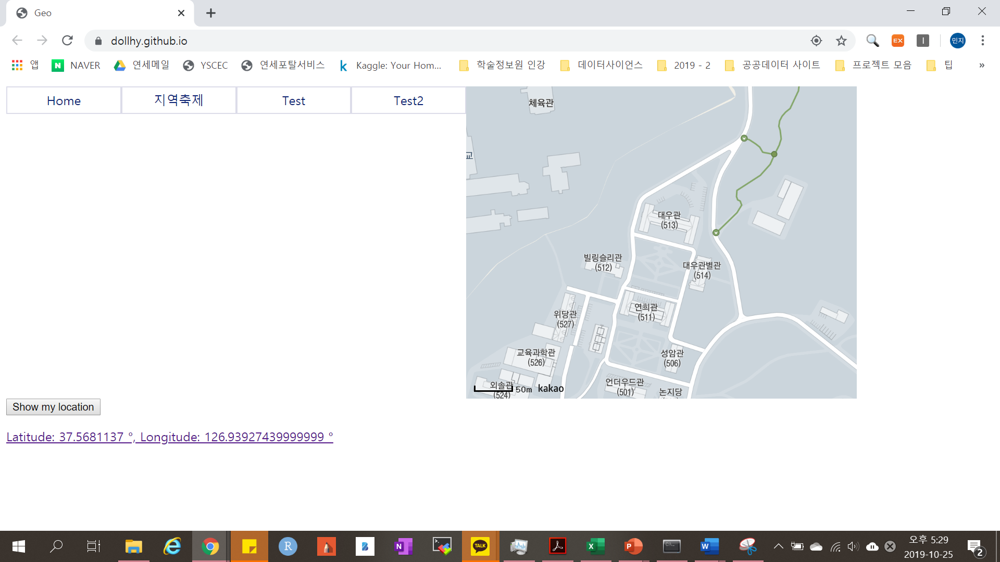 Geo
dollhy.github.io
EX
민지
앱
NAVER
연세메일
YSCEC
연세포탈서비스
Kaggle: Your Hom...
학술정보원 인강
데이터사이언스
2019 - 2
공공데이터 사이트
프로젝트 모음
팁
»
Home
지역축제
Test
Test2
체육관
교
대우관
(513)
빌링슬리관
(512)
대우관별관
(514)
연희관
(511)
위당관
(527)
교육과학관
(526)
성암관
(506)
언더우드관
(501)
논지당
외솔관
(524)
50m
kakao
Show my location
Latitude: 37.5681137 °, Longitude: 126.93927439999999 °
TALK
오후 5:29
2019-10-25
2